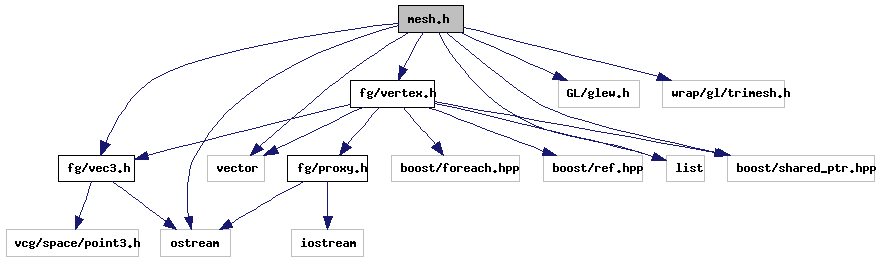 mesh.h
fg/vertex.h
GL/glew.h
wrap/gl/trimesh.h
fg/vec3.h
vector
fg/proxy.h
boost/foreach.hpp
boost/ref.hpp
list
boost/shared_ptr.hpp
vcg/space/point3.h
ostream
iostream